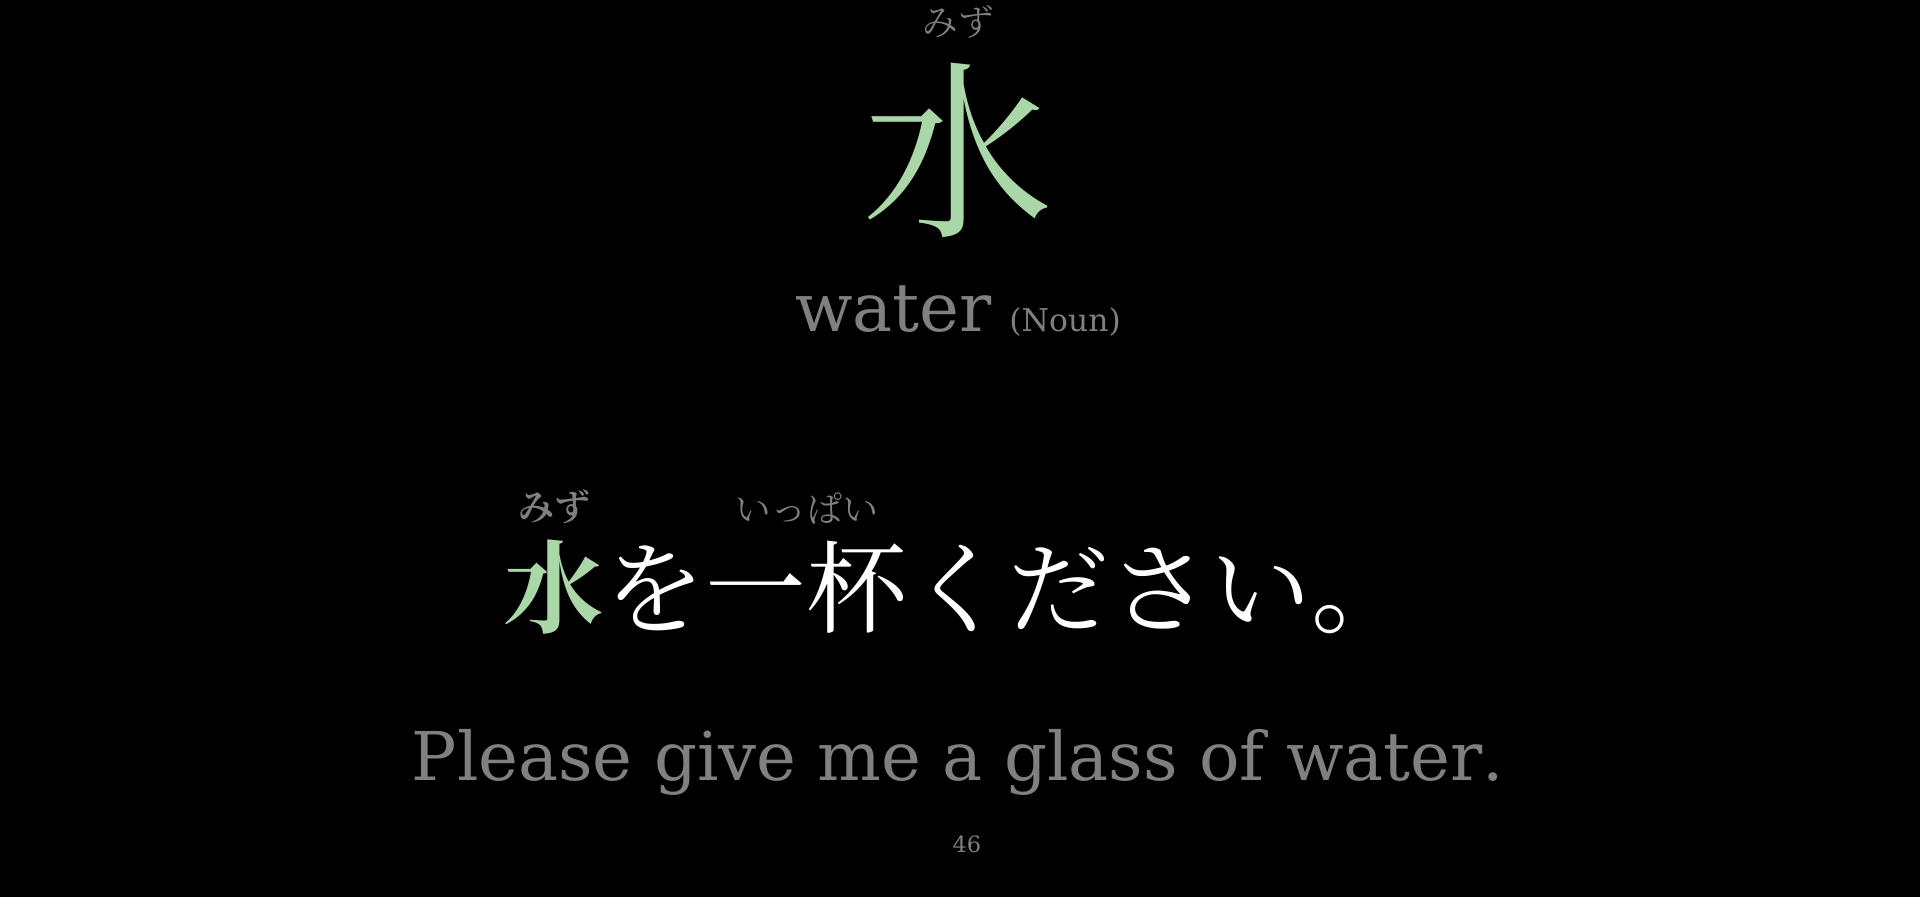 みず
水
water (Noun)
みず いっぱい
水を一杯ください。
Please give me a glass of water.
46